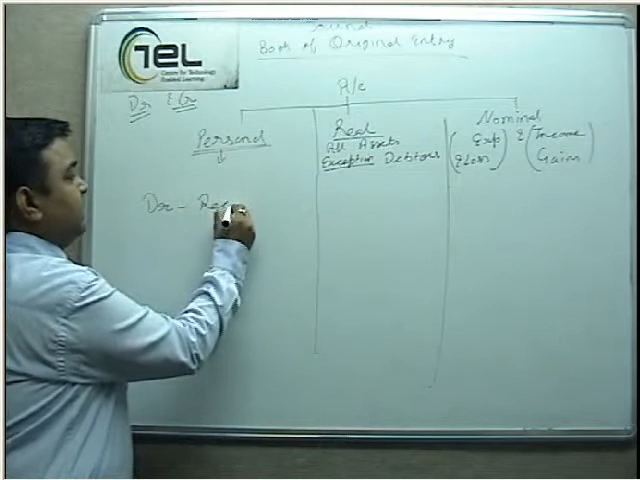 TEL
Centre for Technology
Enabled Learning
Journal
Book of Original Entry
A/c
Dr & Cr
Personal
Real
All Assets
Exception Debtors
Nominal
(Exp & Loss) & (Income Gains)
Dr - Rec